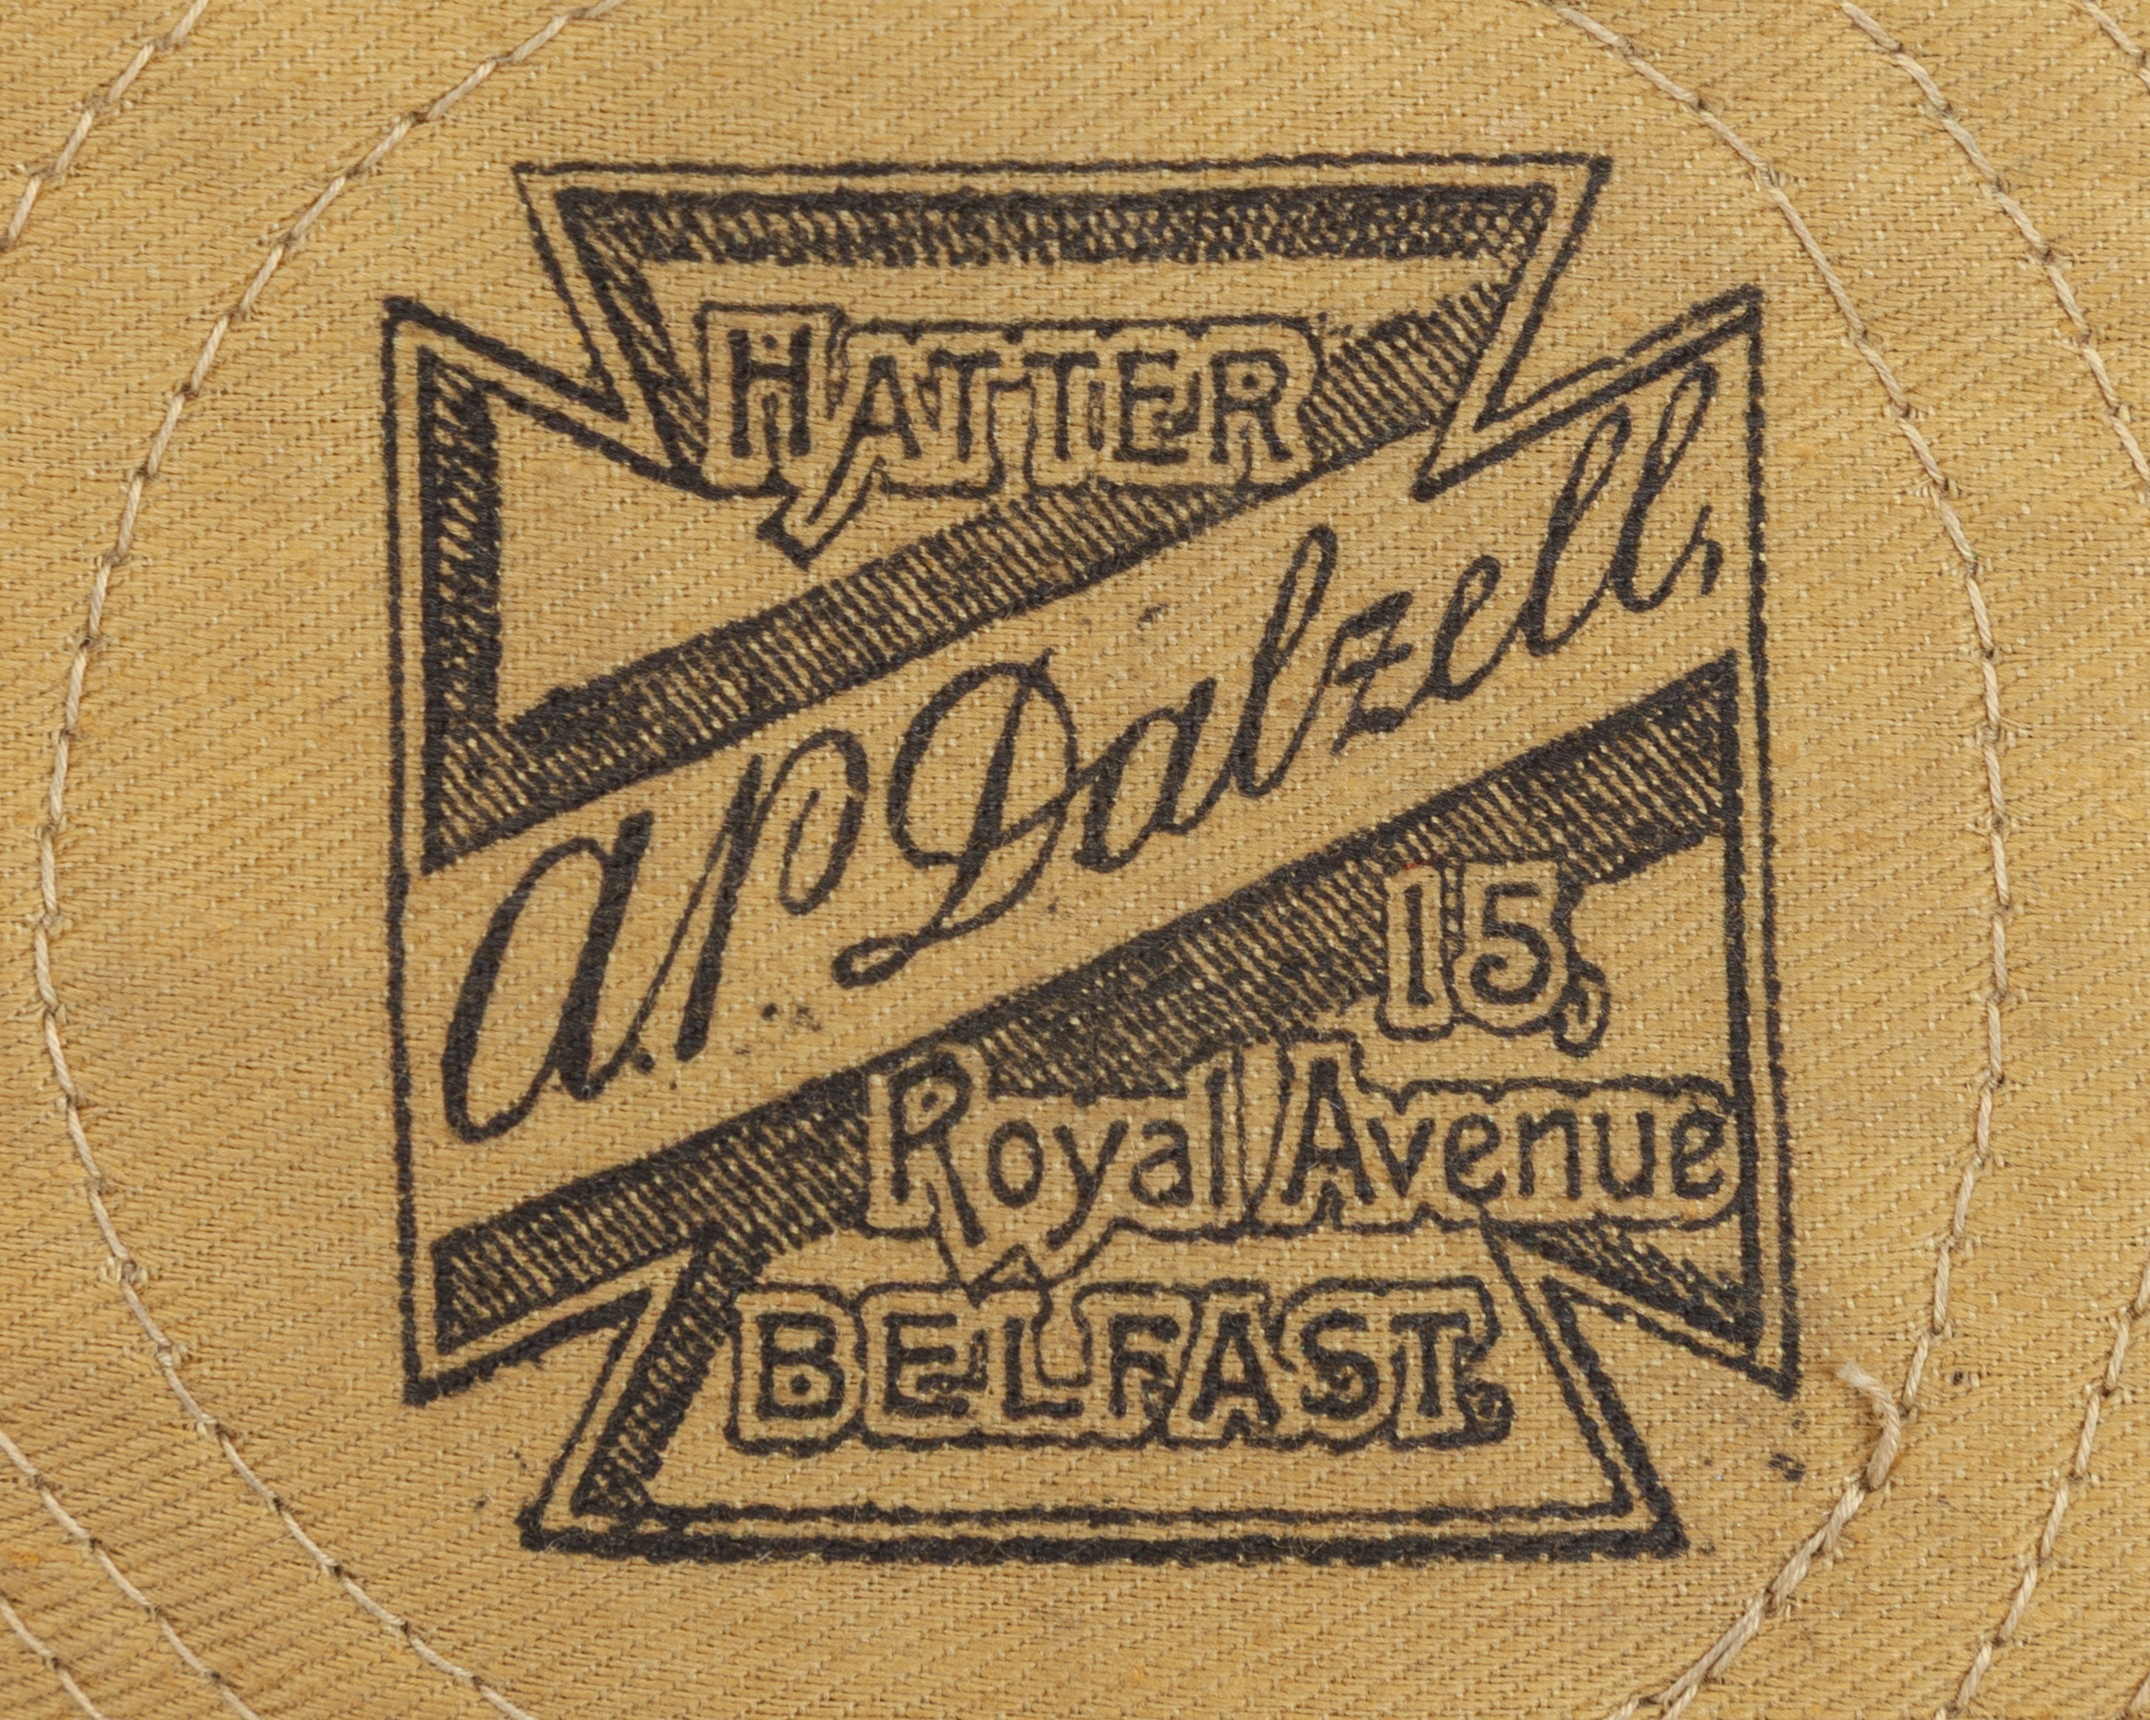 HATTER
A.P. Dalzell,
15,
Royal Avenue
BELFAST.